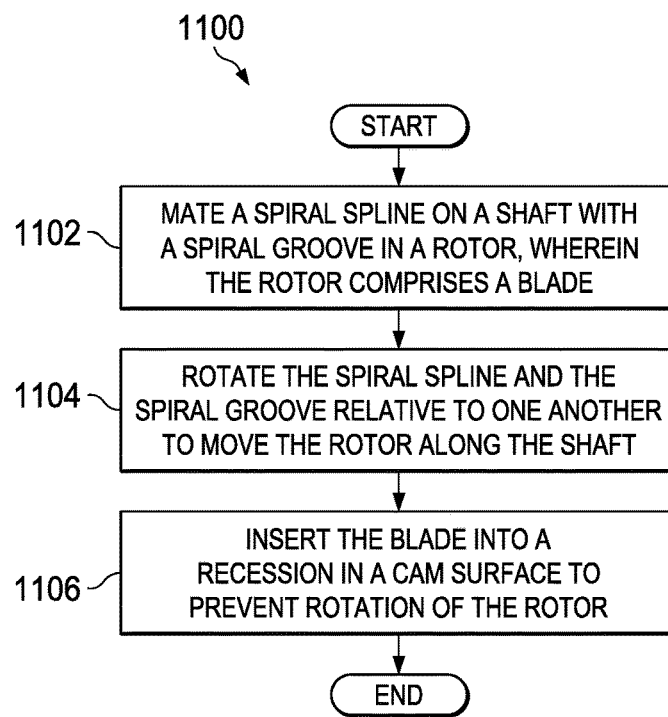 1100
START
1102
MATE A SPIRAL SPLINE ON A SHAFT WITH
A SPIRAL GROOVE IN A ROTOR, WHEREIN
THE ROTOR COMPRISES A BLADE
1104
ROTATE THE SPIRAL SPLINE AND THE
SPIRAL GROOVE RELATIVE TO ONE ANOTHER
TO MOVE THE ROTOR ALONG THE SHAFT
1106
INSERT THE BLADE INTO A
RECESSION IN A CAM SURFACE TO
PREVENT ROTATION OF THE ROTOR
END